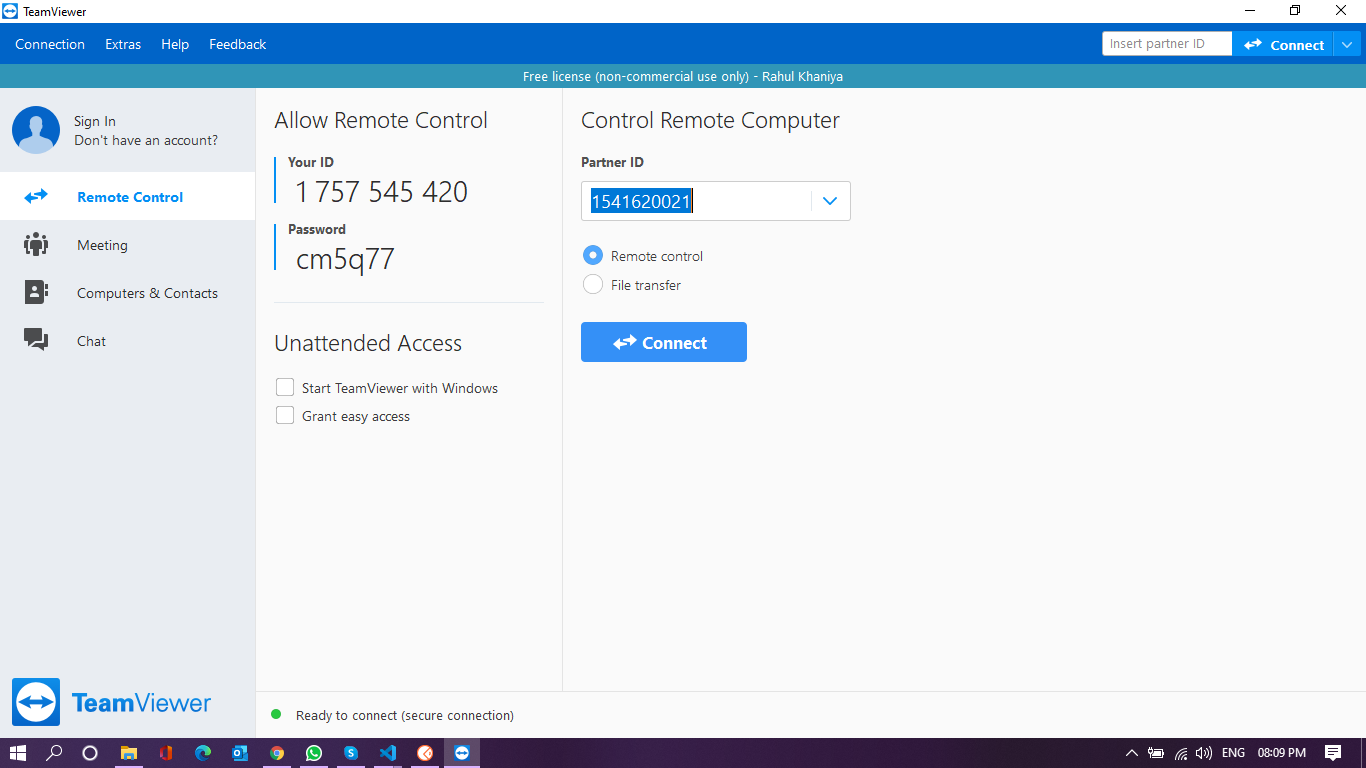 TeamViewer
Connection Extras Help Feedback
Insert partner ID
Connect
Free license (non-commercial use only) - Rahul Khaniya
Sign In
Don't have an account?
Remote Control
Meeting
Computers & Contacts
Chat
TeamViewer
Allow Remote Control
Your ID
1 757 545 420
Password
cm5q77
Unattended Access
Start TeamViewer with Windows
Grant easy access
Control Remote Computer
Partner ID
1541620021
Remote control
File transfer
Connect
Ready to connect (secure connection)
ENG 08:09 PM